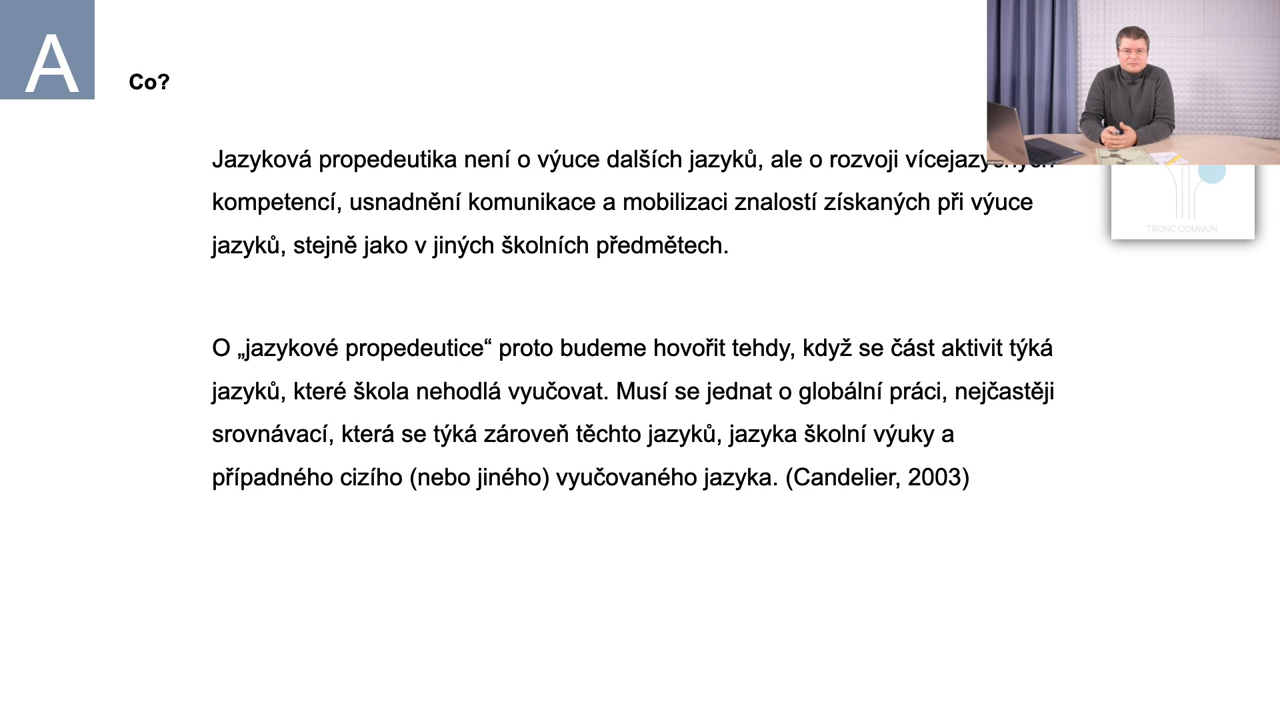 A
Co?
Jazyková propedeutika není o výuce dalších jazyků, ale o rozvoji
kompetencí, usnadnění komunikace a mobilizaci znalostí získaných při výuce
jazyků, stejně jako v jiných školních předmětech.
O „jazykové propedeutice“ proto budeme hovořit tehdy, když se část aktivit týká
jazyků, které škola nehodlá vyučovat. Musí se jednat o globální práci, nejčastěji
srovnávací, která se týká zároveň těchto jazyků, jazyka školní výuky a
případného cizího (nebo jiného) vyučovaného jazyka. (Candelier, 2003)
TRONC COMMUN